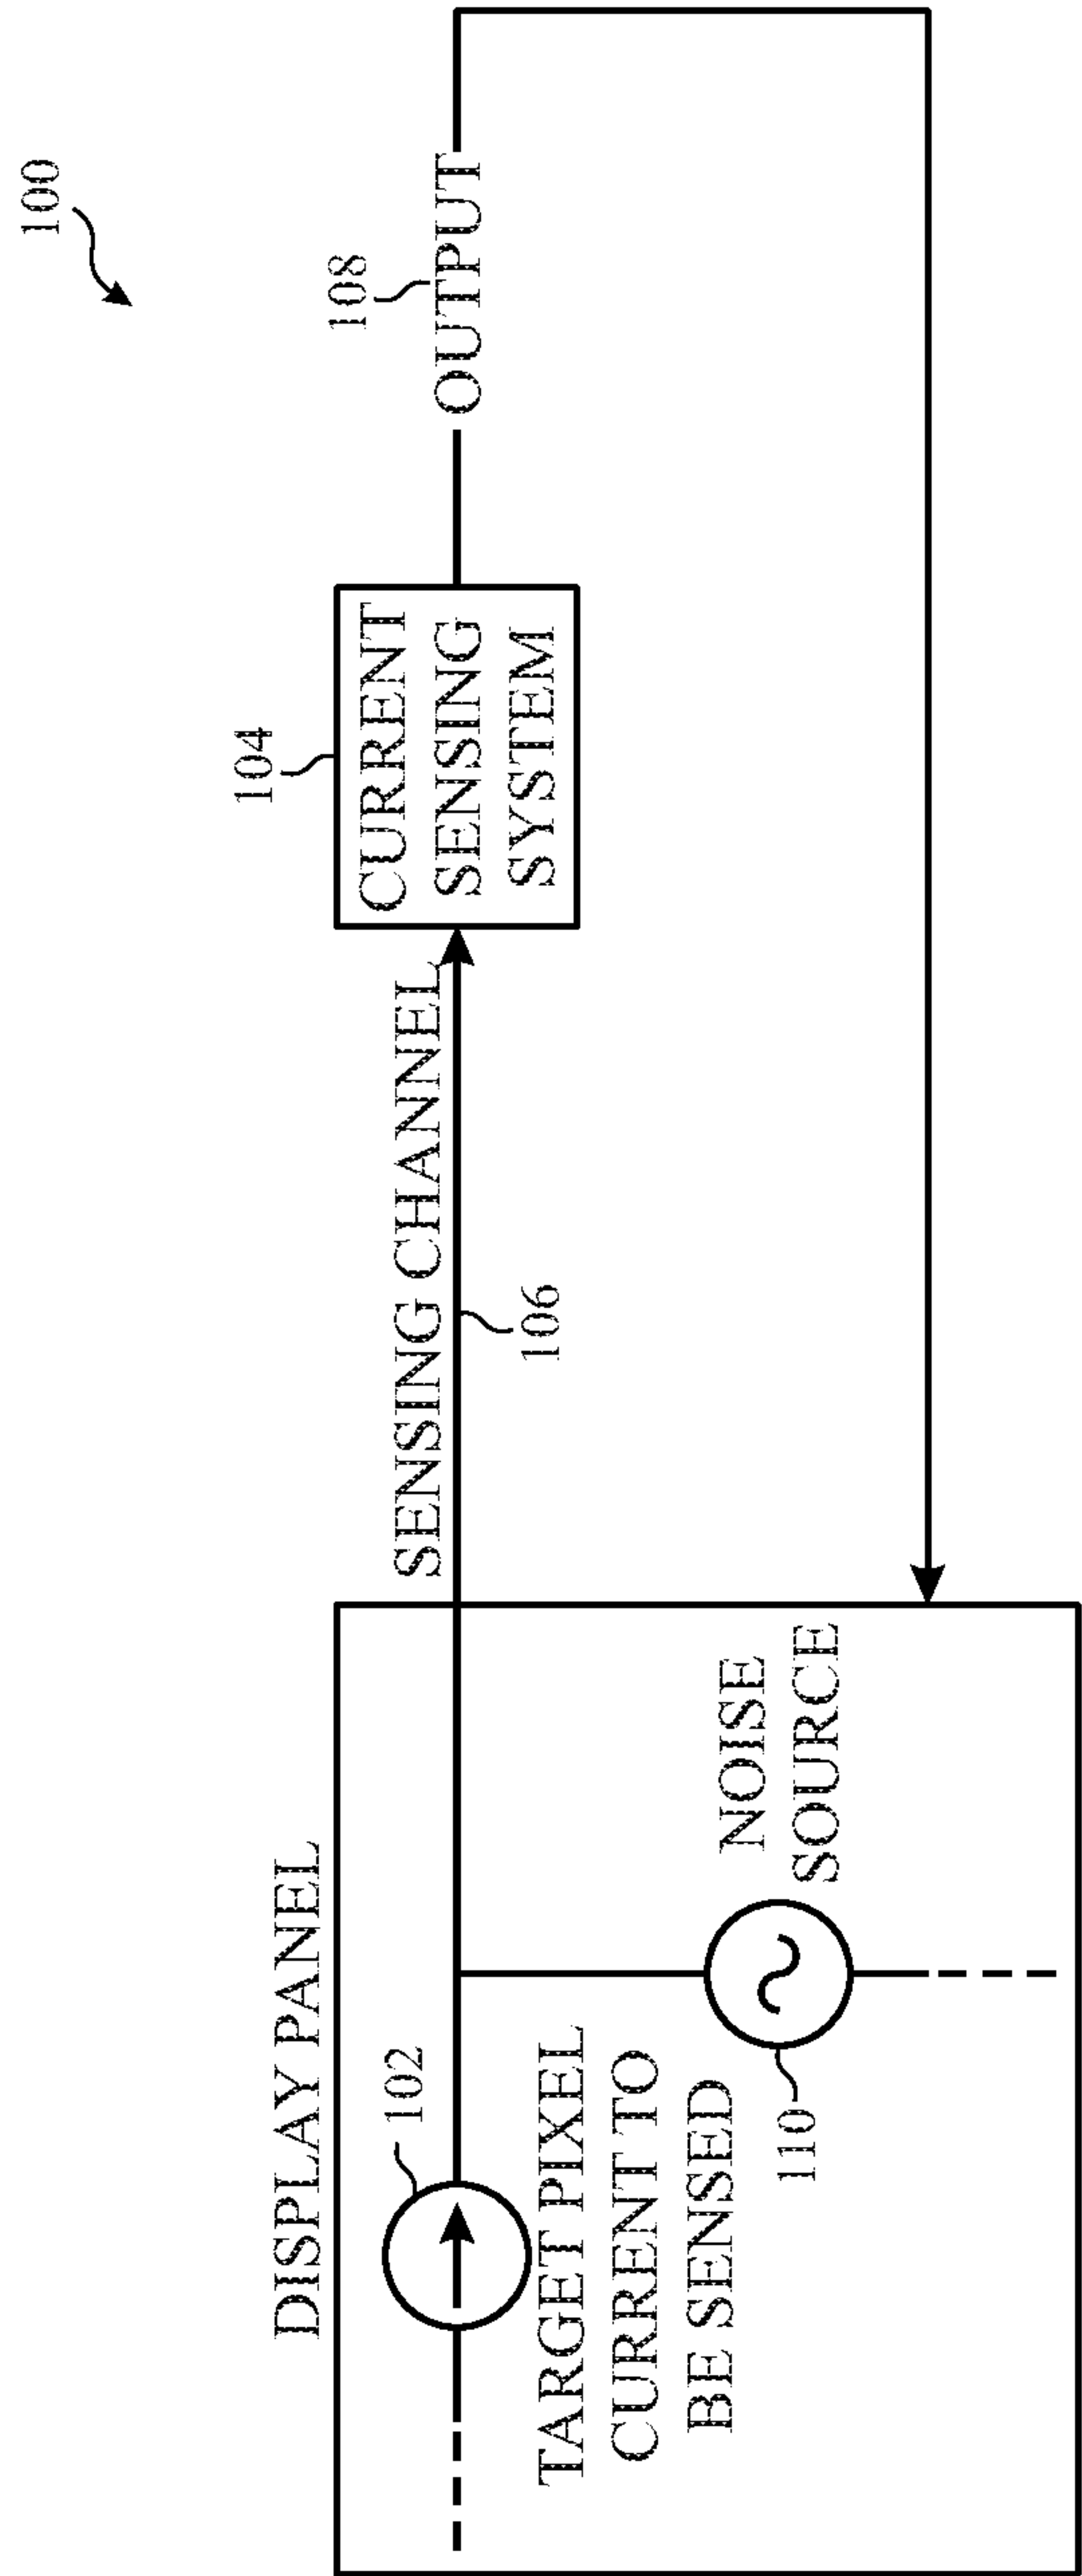 100
DISPLAY PANEL
102
TARGET PIXEL
CURRENT TO
BE SENSED
110
NOISE
SOURCE
SENSING CHANNEL
106
104
CURRENT
SENSING
SYSTEM
108
OUTPUT